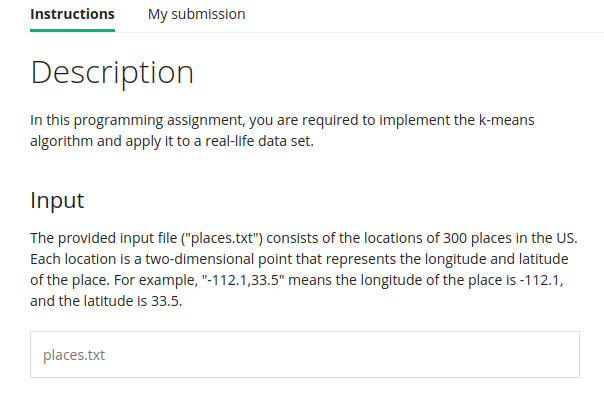 Instructions My submission
Description
In this programming assignment, you are required to implement the k-means
algorithm and apply it to a real-life data set.
Input
The provided input file ("places.txt") consists of the locations of 300 places in the US.
Each location is a two-dimensional point that represents the longitude and latitude
of the place. For example, "-112.1,33.5" means the longitude of the place is -112.1,
and the latitude is 33.5.
places.txt